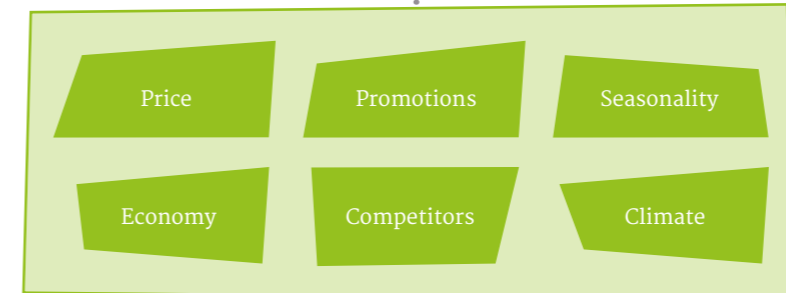 Price
Promotions
Seasonality
Economy
Competitors
Climate